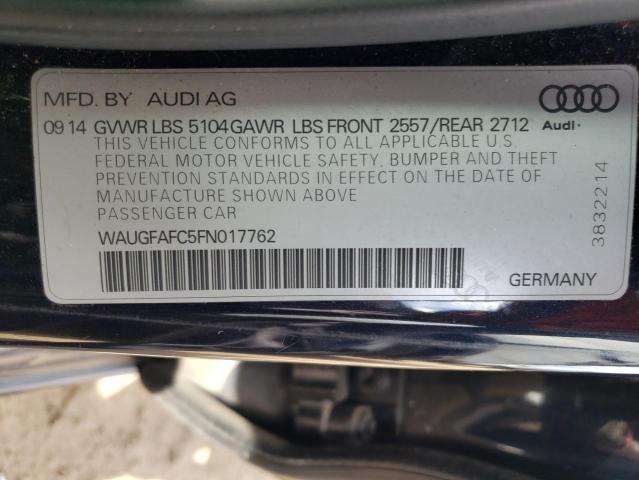 MFD. BY AUDI AG
09 14 GVWR LBS 5104 GAWR LBS FRONT 2557/REAR 2712
Audi
THIS VEHICLE CONFORMS TO ALL APPLICABLE U.S.
FEDERAL MOTOR VEHICLE SAFETY. BUMPER AND THEFT
PREVENTION STANDARDS IN EFFECT ON THE DATE OF
MANUFACTURE SHOWN ABOVE
PASSENGER CAR
WAUGFAFC5FN017762
3832214
GERMANY